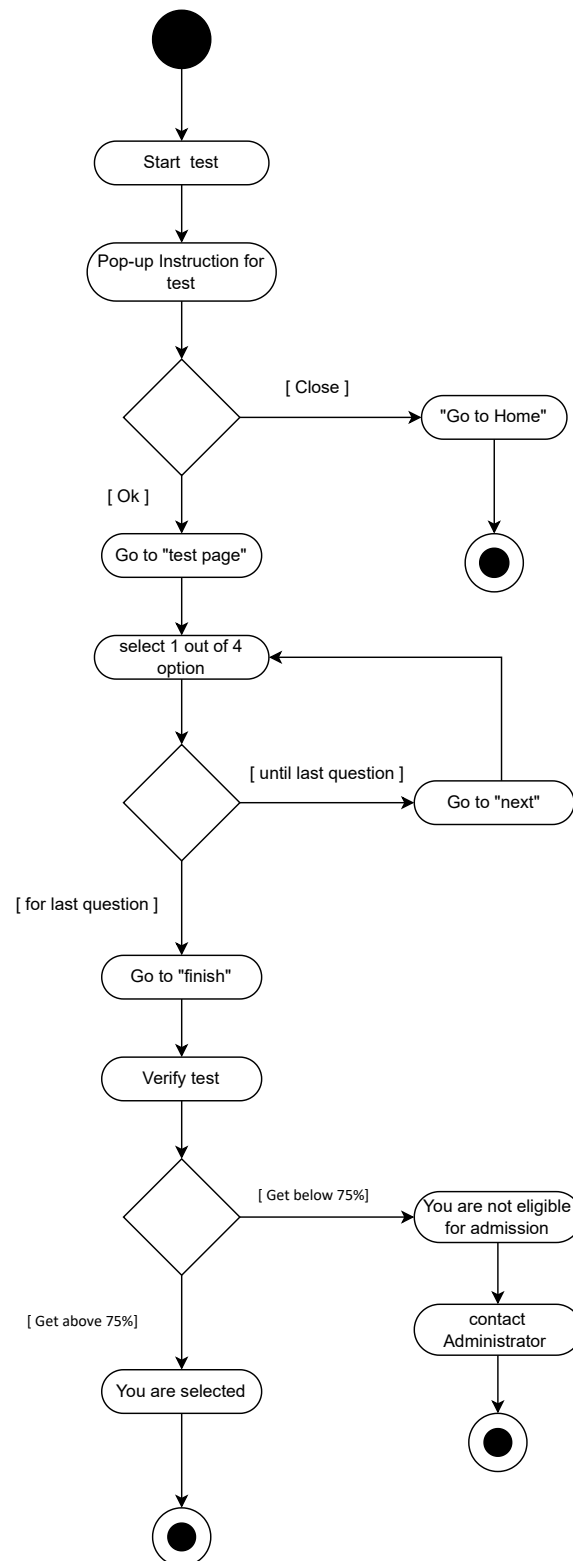 Start  test
Pop-up Instruction for
test
[ Close ]
"Go to Home"
[ Ok ]
Go to "test page"
select 1 out of 4
option
[ until last question ]
Go to "next"
[ for last question ]
Go to "finish"
Verify test
[ Get below 75%]
You are not eligible
for admission
[ Get above 75%]
contact
Administrator
You are selected